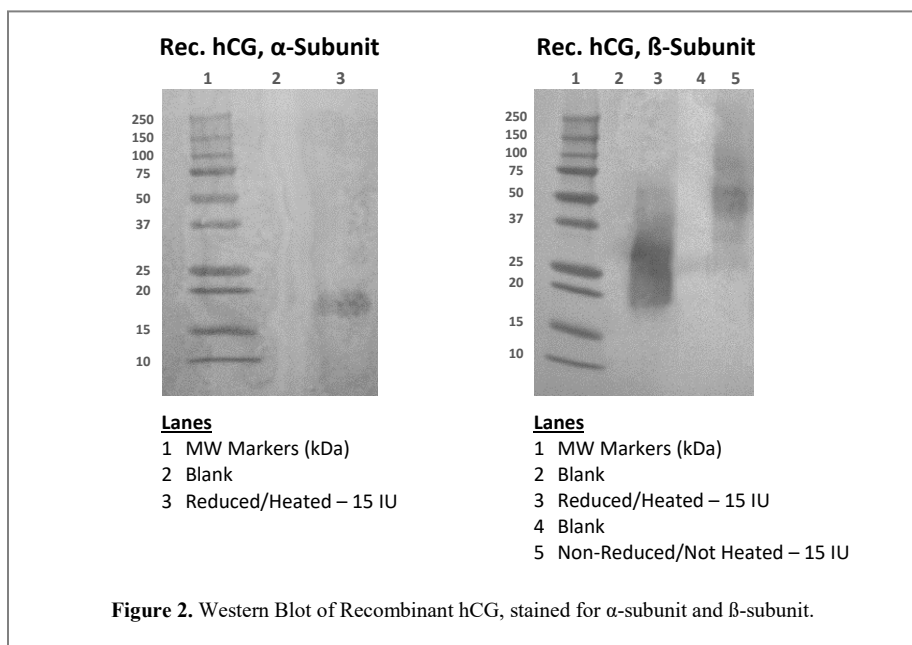 Rec. hCG, α-Subunit
1 2 3
250
150
100
75
50
37
25
20
15
10
Lanes
1 MW Markers (kDa)
2 Blank
3 Reduced/Heated – 15 IU
Rec. hCG, ß-Subunit
1 2 3 4 5
250
150
100
75
50
37
25
20
15
10
Lanes
1 MW Markers (kDa)
2 Blank
3 Reduced/Heated – 15 IU
4 Blank
5 Non-Reduced/Not Heated – 15 IU
Figure 2. Western Blot of Recombinant hCG, stained for α-subunit and ß-subunit.